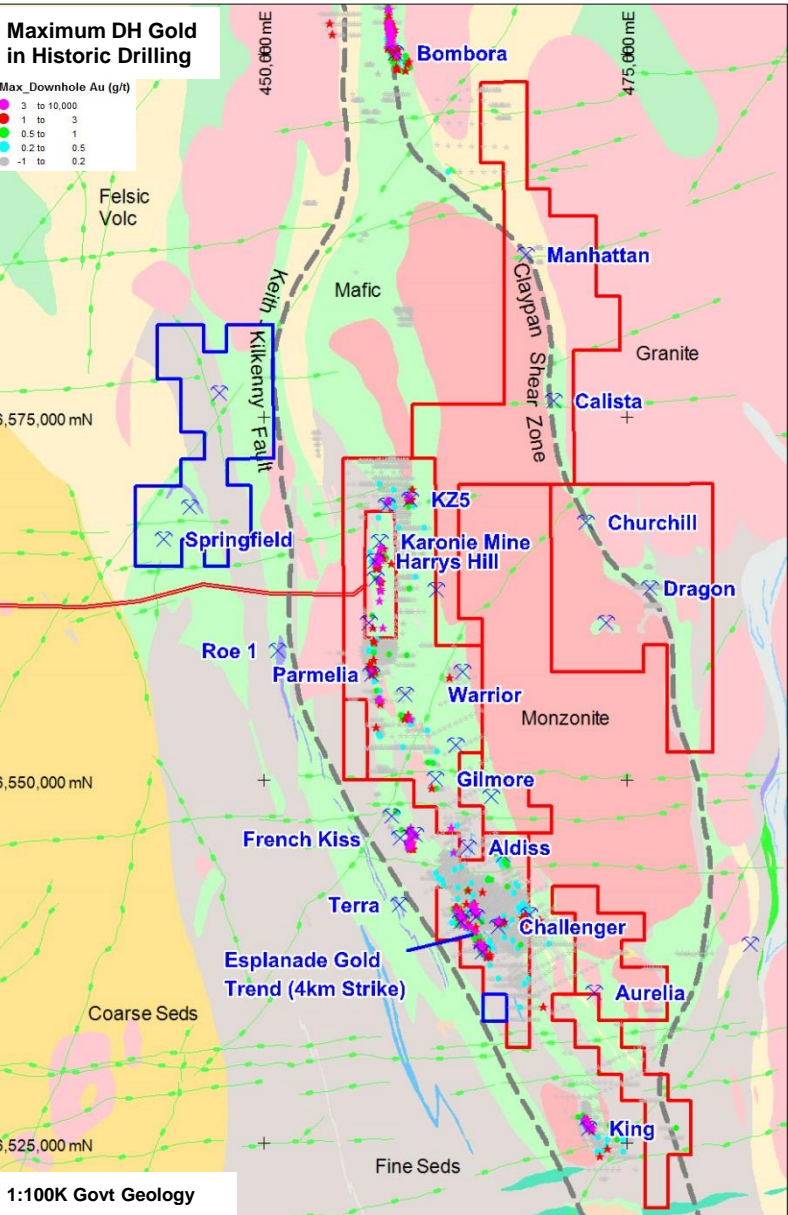 Maximum DH Gold
in Historic Drilling
Max_Downhole Au (g/t)
3 to 10,000
1 to 3
0.5 to 1
0.2 to 0.5
-1 to 0.2
450,000 mE
475,000 mE
Bombora
Felsic
Volc
Manhattan
Keith - Kilkenny Fault
Mafic
Claypan Shear Zone
Granite
Calista
6,575,000 mN
KZ5
Churchill
Springfield
Karonie Mine
Harrys Hill
Dragon
Roe 1
Parmelia
Warrior
Monzonite
6,550,000 mN
Gilmore
French Kiss
Aldiss
Terra
Challenger
Esplanade Gold
Trend (4km Strike)
Aurelia
Coarse Seds
King
6,525,000 mN
Fine Seds
1:100K Govt Geology